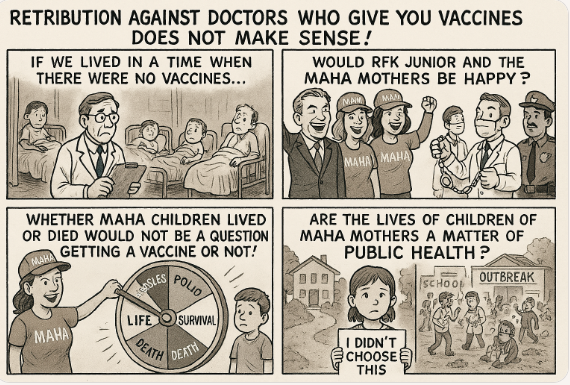 RETRIBUTION AGAINST DOCTORS WHO GIVE YOU VACCINES
DOES NOT MAKE SENSE!
IF WE LIVED IN A TIME WHEN
THERE WERE NO VACCINES...
WOULD RFK JUNIOR AND THE
MAHA MOTHERS BE HAPPY?
MAHA
MAHA
MAHA
MAHA
WHETHER MAHA CHILDREN LIVED
OR DIED WOULD NOT BE A QUESTION
GETTING A VACCINE OR NOT!
MAHA
MAHA
POLIO
LIFE
SURVIVAL
DEATH
DEATH
ARE THE LIVES OF CHILDREN OF
MAHA MOTHERS A MATTER OF
PUBLIC HEALTH?
SCHOOL
OUTBREAK
I DIDN'T
CHOOSE
THIS